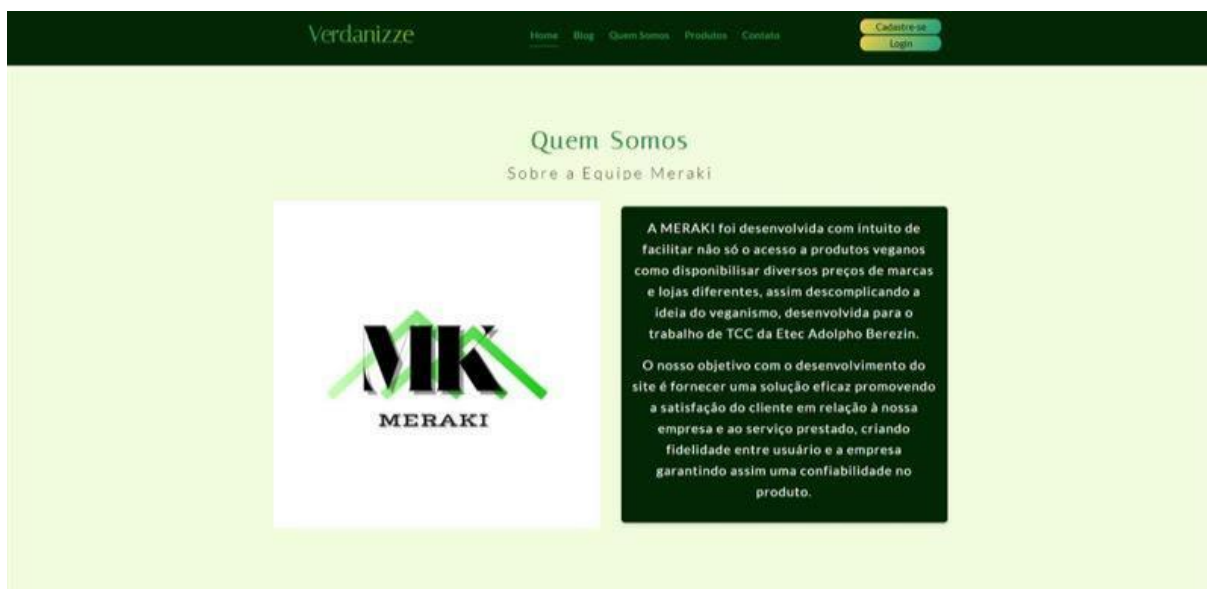 Verdanizze
Home Blog Quem Somos Produtos Contato
Cadastre-se
Login
Quem Somos
Sobre a Equipe Meraki
MK
MERAKI
A MERAKI foi desenvolvida com intuito de
facilitar não só o acesso a produtos veganos
como disponibilisar diversos preços de marcas
e lojas diferentes, assim descomplicando a
ideia do veganismo, desenvolvida para o
trabalho de TCC da Etec Adolpho Berezin.
O nosso objetivo com o desenvolvimento do
site é fornecer uma solução eficaz promovendo
a satisfação do cliente em relação à nossa
empresa e ao serviço prestado, criando
fidelidade entre usuário e a empresa
garantindo assim uma confiabilidade no
produto.